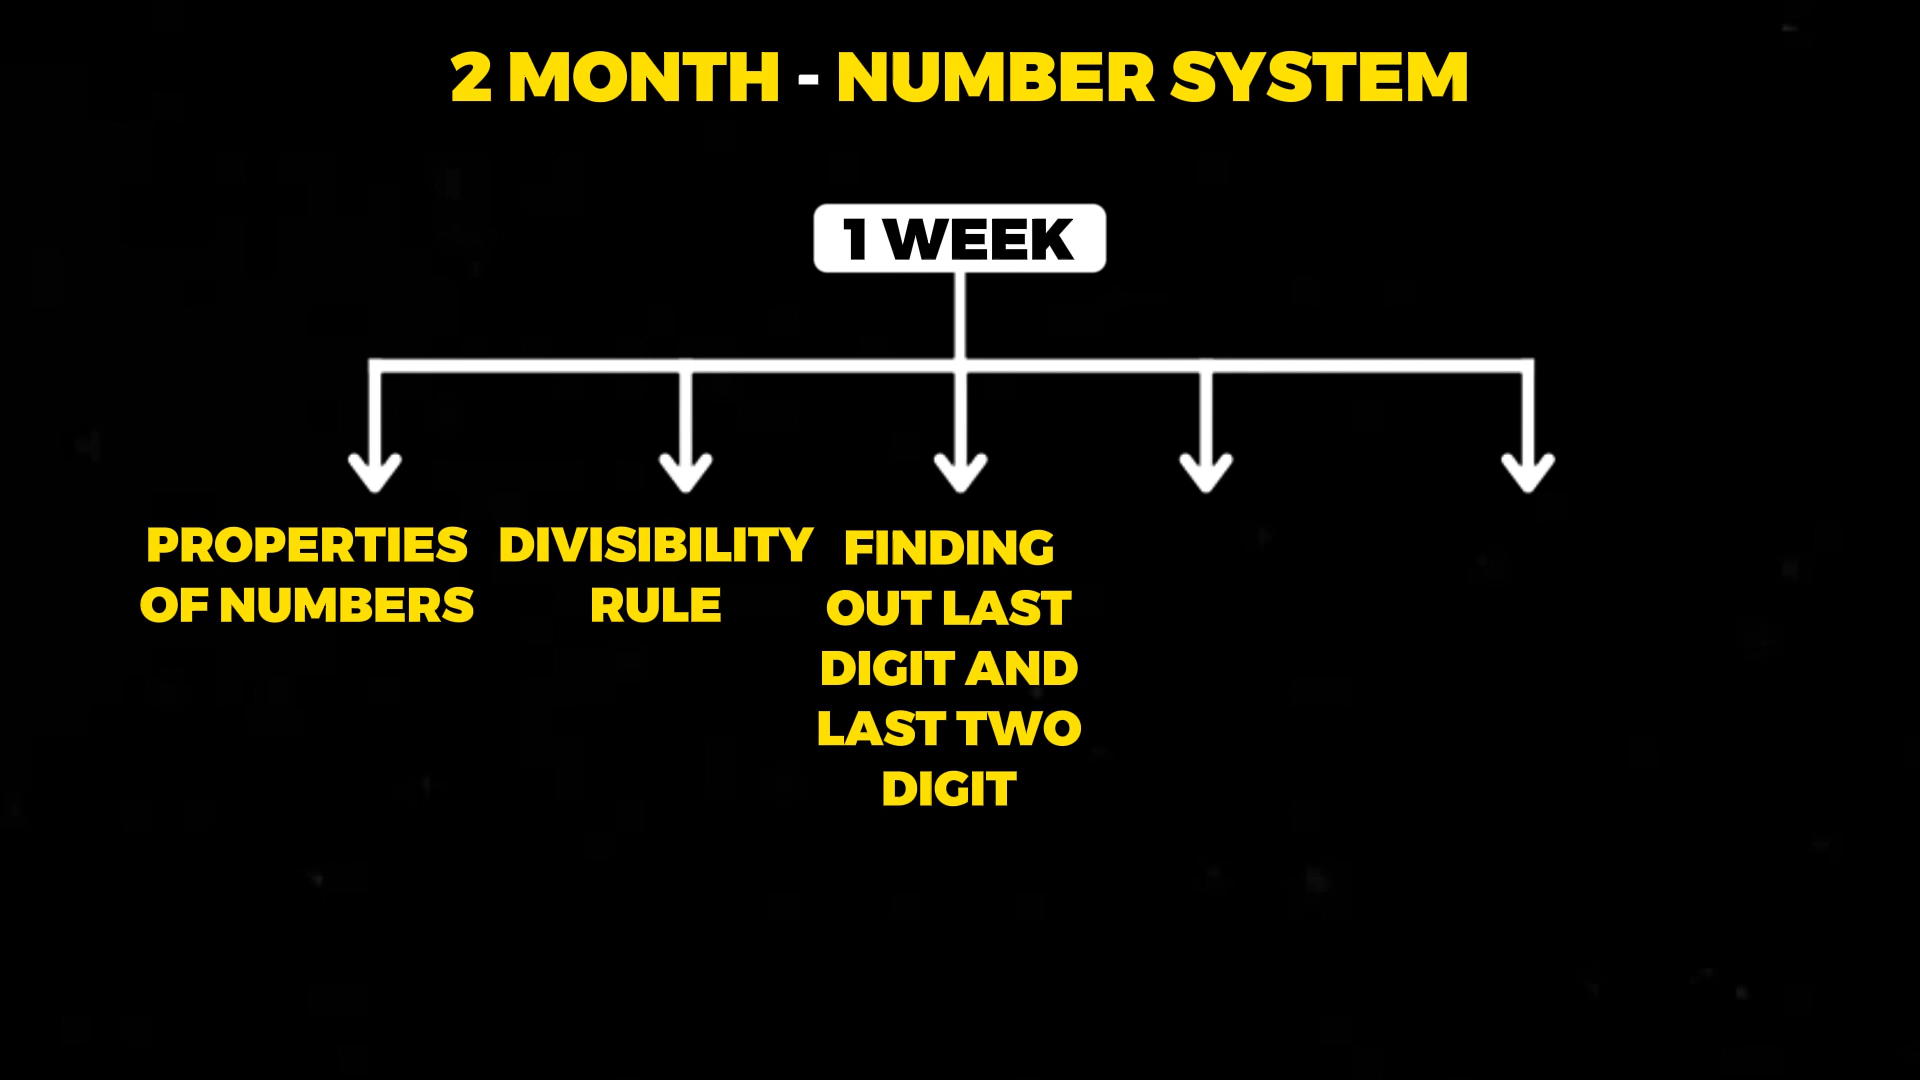 2 MONTH - NUMBER SYSTEM
1 WEEK
PROPERTIES
OF NUMBERS
DIVISIBILITY
RULE
FINDING
OUT LAST
DIGIT AND
LAST TWO
DIGIT